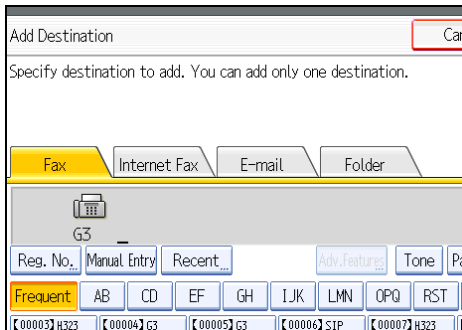 Add Destination
Specify destination to add. You can add only one destination.
Fax Internet Fax E-mail Folder
G3 _
Reg. No. Manual Entry Recent Adv.Features Tone
Frequent AB CD EF GH IJK LMN OPQ RST
【00003】H323 【00004】G3 【00005】G3 【00006】SIP 【00007】H323